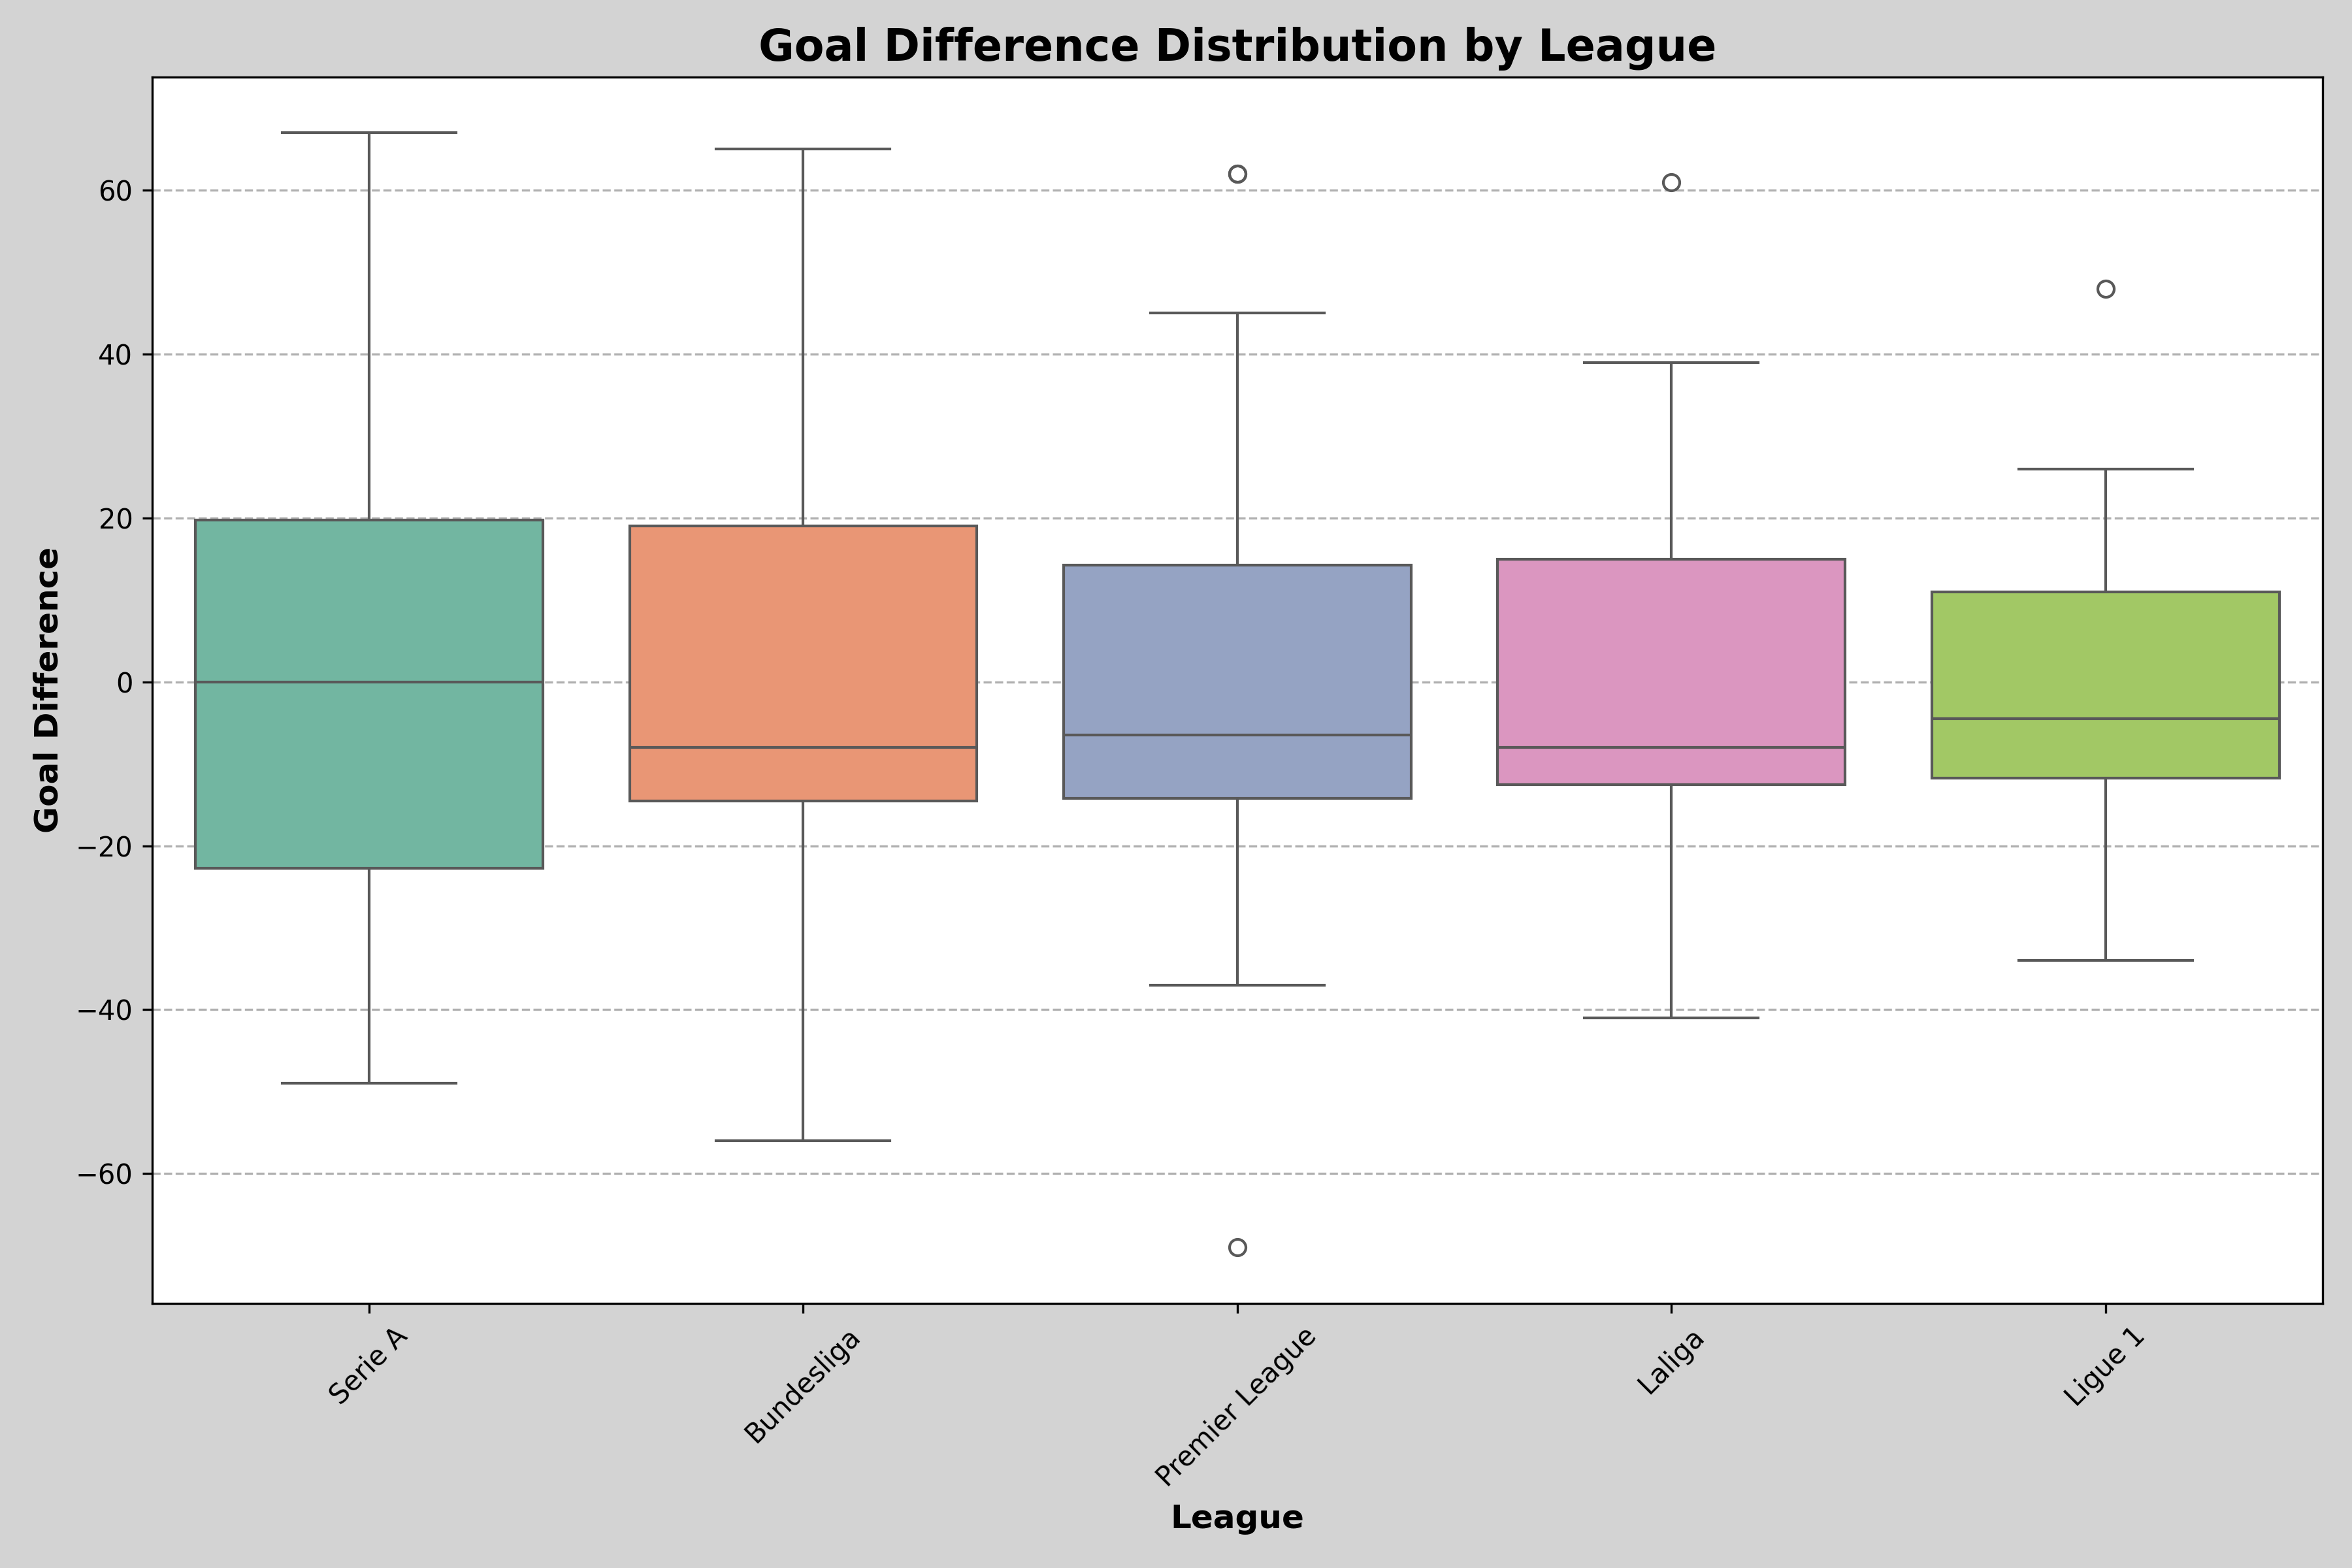 Goal Difference Distribution by League
Goal Difference
60
40
20
0
−20
−40
−60
Serie A
Bundesliga
Premier League
Laliga
Ligue 1
League